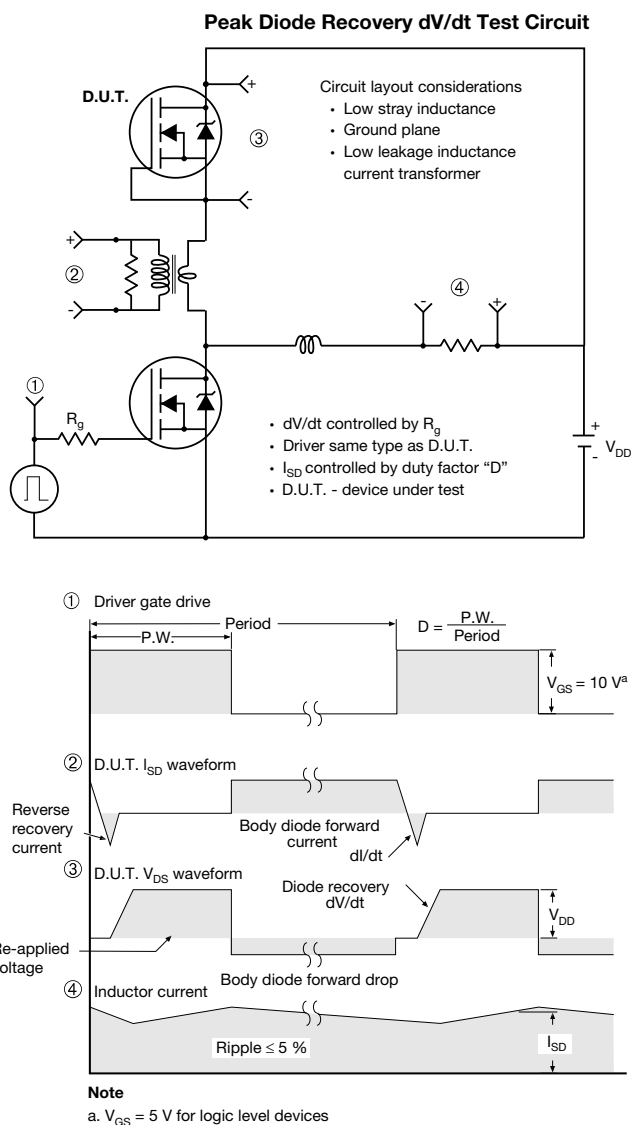 Peak Diode Recovery dV/dt Test Circuit
D.U.T.
+
-
③
Circuit layout considerations
• Low stray inductance
• Ground plane
• Low leakage inductance
current transformer
+
②
-
④
-
+
①
Rg
• dV/dt controlled by Rg
• Driver same type as D.U.T.
• ISD controlled by duty factor “D”
• D.U.T. - device under test
+
-
VDD
① Driver gate drive
P.W.
Period
D = P.W.
Period
VGS = 10 Va
② D.U.T. ISD waveform
Reverse
recovery
current
Body diode forward
current
dI/dt
③ D.U.T. VDS waveform
Diode recovery
dV/dt
VDD
Re-applied
voltage
Body diode forward drop
④ Inductor current
Ripple ≤ 5 %
ISD
Note
a. VGS = 5 V for logic level devices